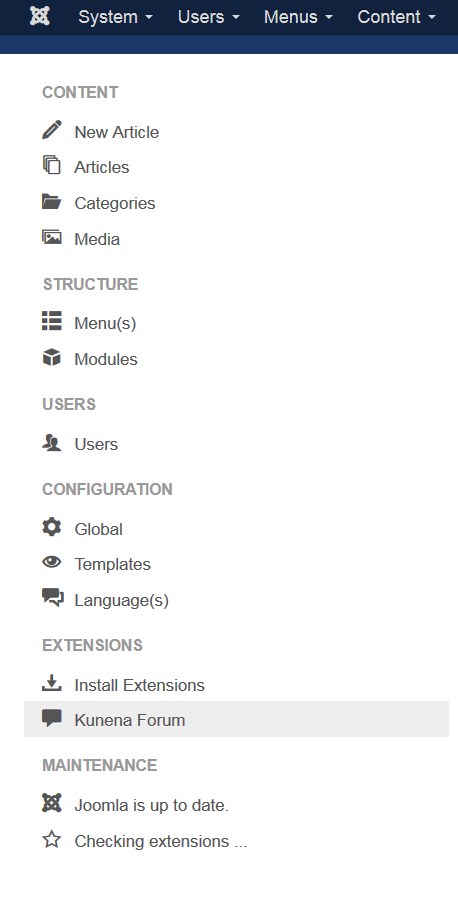 System Users Menus Content
CONTENT
New Article
Articles
Categories
Media
STRUCTURE
Menu(s)
Modules
USERS
Users
CONFIGURATION
Global
Templates
Language(s)
EXTENSIONS
Install Extensions
Kunena Forum
MAINTENANCE
Joomla is up to date.
Checking extensions ...